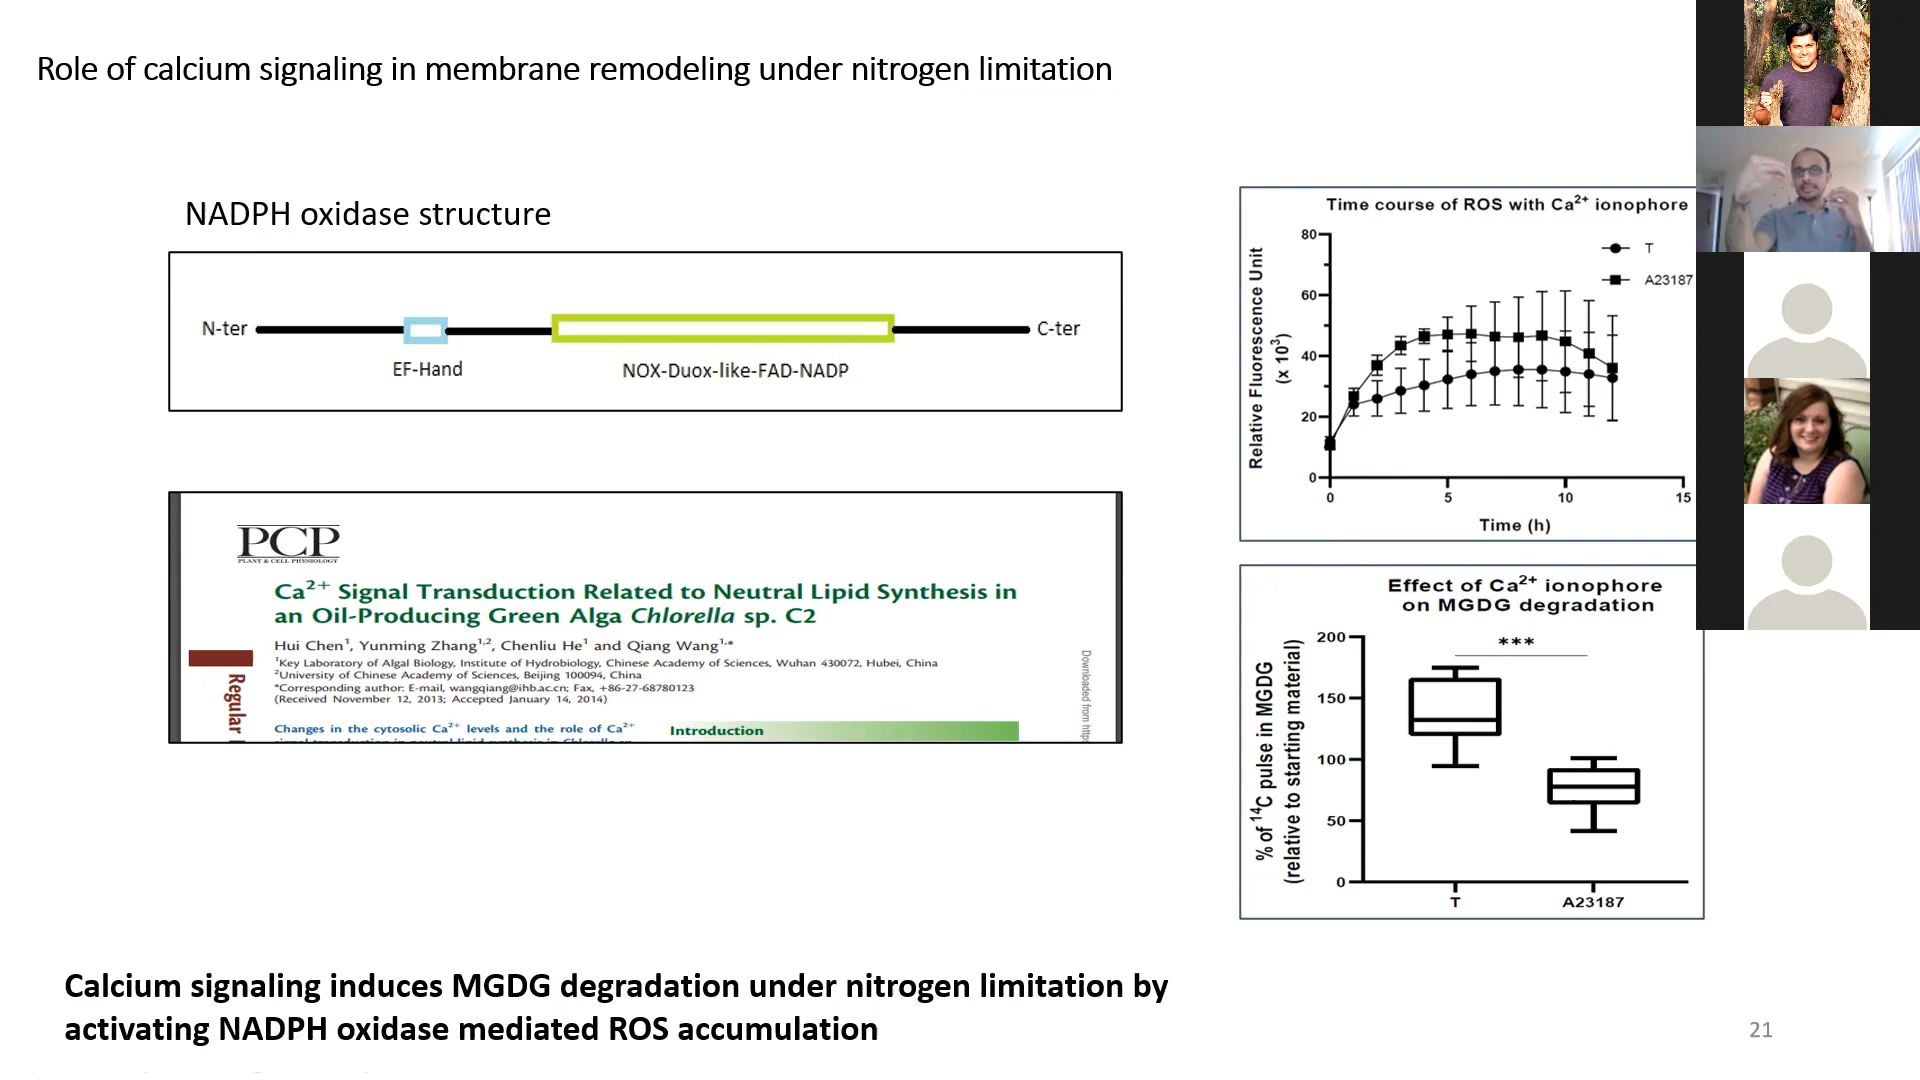 Role of calcium signaling in membrane remodeling under nitrogen limitation
NADPH oxidase structure
N-ter
C-ter
EF-Hand
NOX-Duox-like-FAD-NADP
PCP
PLANT & CELL PHYSIOLOGY
Ca2+ Signal Transduction Related to Neutral Lipid Synthesis in
an Oil-Producing Green Alga Chlorella sp. C2
Hui Chen1, Yunming Zhang1,2, Chenliu He1 and Qiang Wang1,*
1Key Laboratory of Algal Biology, Institute of Hydrobiology, Chinese Academy of Sciences, Wuhan 430072, Hubei, China
2University of Chinese Academy of Sciences, Beijing 100094, China
*Corresponding author: E-mail, wangqiang@ihb.ac.cn; Fax, +86-27-68780123
(Received November 12, 2013; Accepted January 14, 2014)
Regular
Downloaded from http
Changes in the cytosolic Ca2+ levels and the role of Ca2+
Introduction
Time course of ROS with Ca2+ ionophore
Relative Fluorescence Unit
(x 103)
80
60
40
20
0
T
A23187
0
5
10
15
Time (h)
Effect of Ca2+ ionophore
on MGDG degradation
***
% of 14C pulse in MGDG
(relative to starting material)
200
150
100
50
0
T
A23187
Calcium signaling induces MGDG degradation under nitrogen limitation by
activating NADPH oxidase mediated ROS accumulation
21